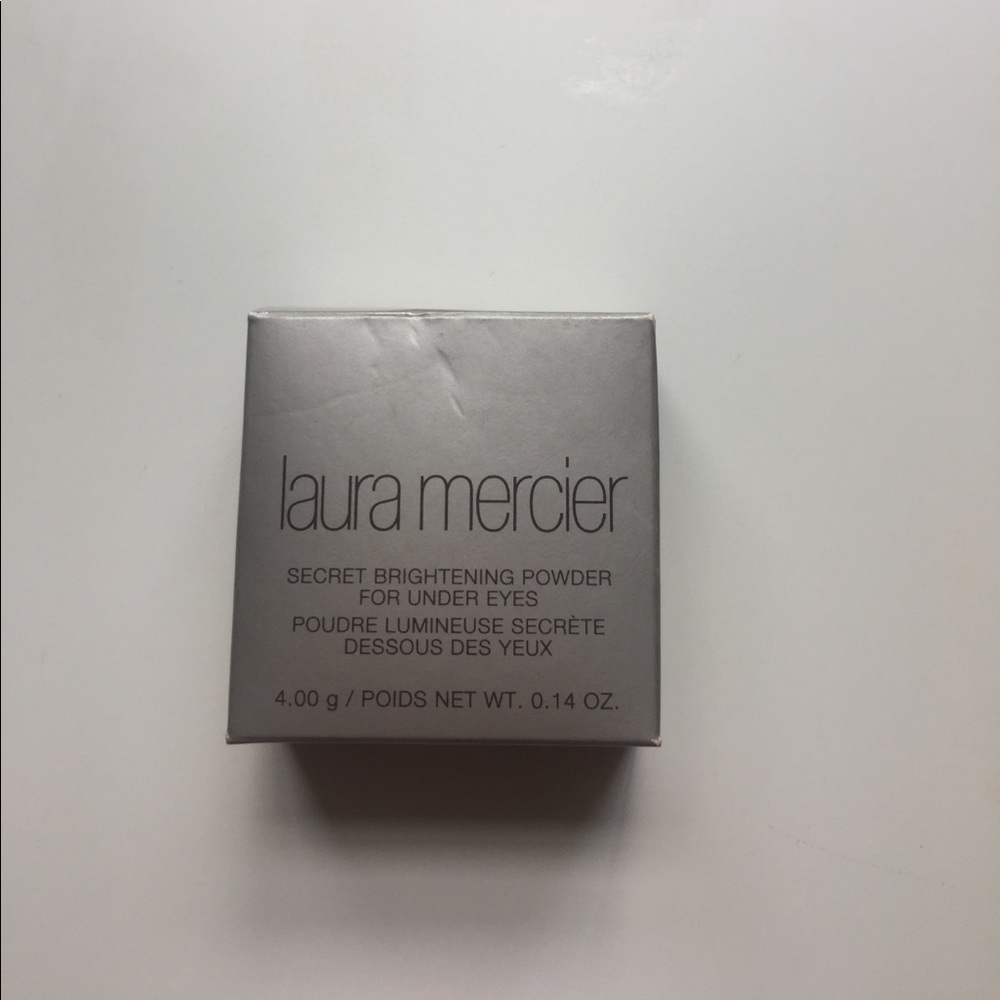 laura mercier
SECRET BRIGHTENING POWDER
FOR UNDER EYES
POUDRE LUMINEUSE SECRÈTE
DESSOUS DES YEUX
4.00 g / POIDS NET WT. 0.14 OZ.